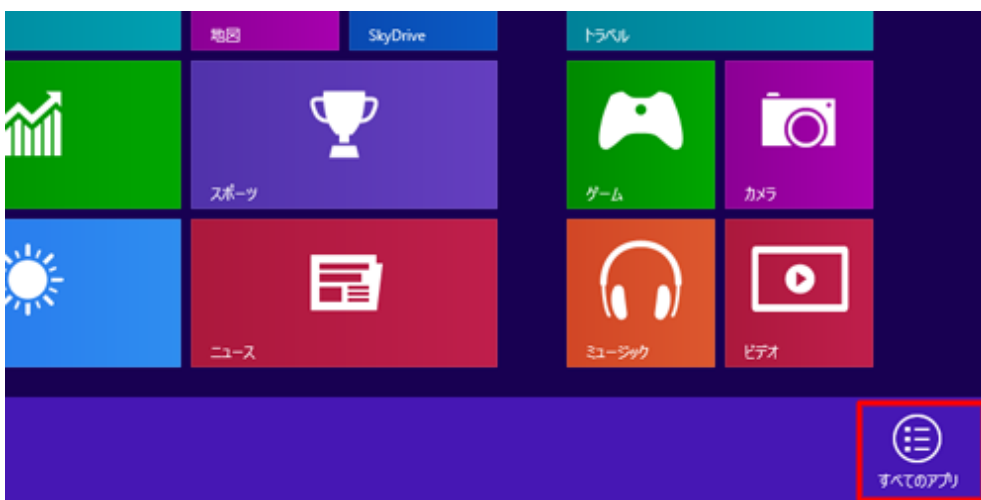 地図
SkyDrive
トラベル
スポーツ
ゲーム
カメラ
ニュース
ミュージック
ビデオ
すべてのアプリ